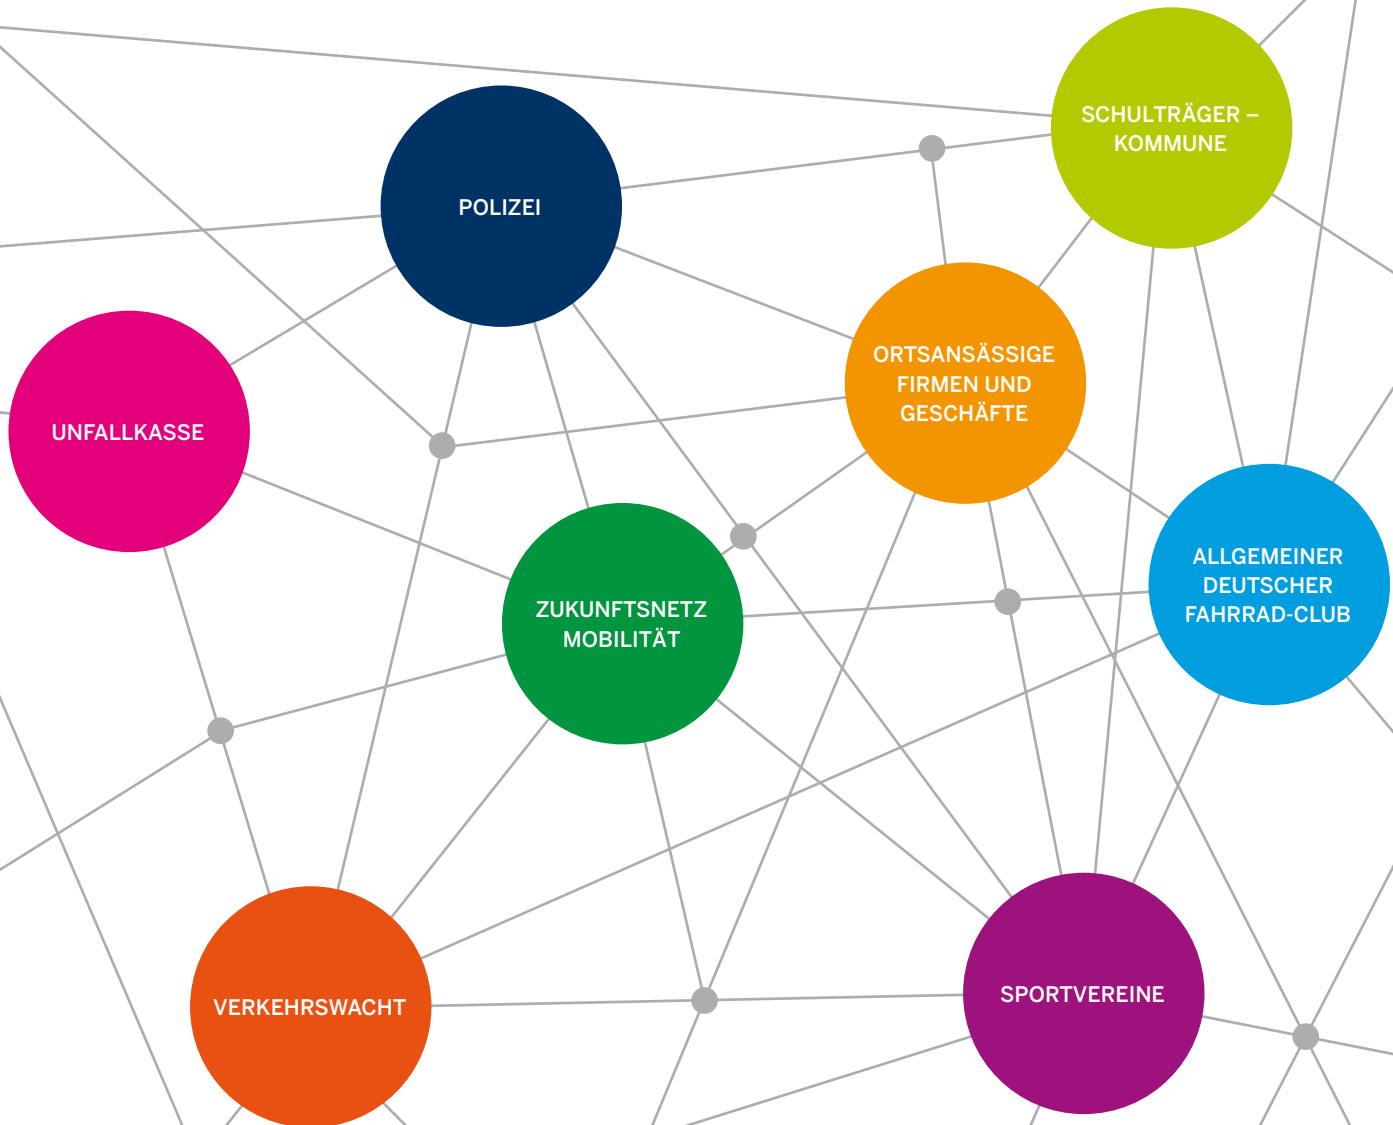 SCHULTRÄGER –
KOMMUNE
POLIZEI
ORTSANSÄSSIGE
FIRMEN UND
GESCHÄFTE
UNFALLKASSE
ALLGEMEINER
DEUTSCHER
FAHRRAD-CLUB
ZUKUNFTSNETZ
MOBILITÄT
SPORTVEREINE
VERKEHRSWACHT